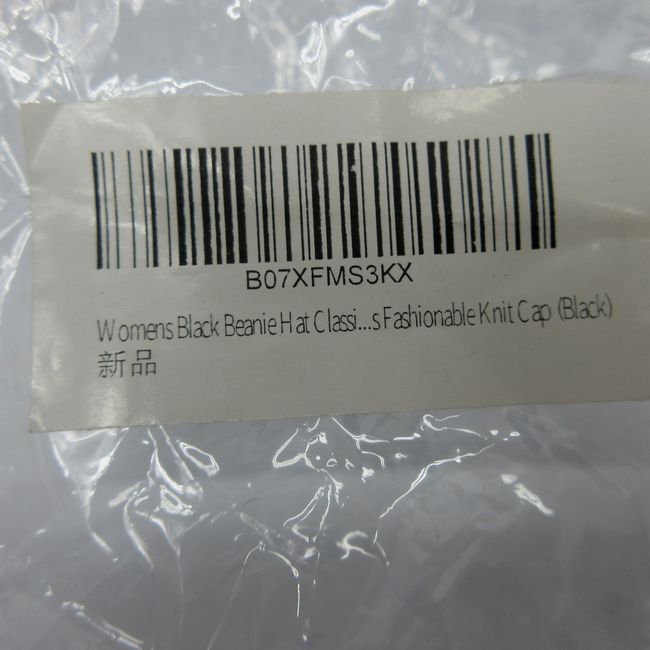 B07XFMS3KX
Womens Black Beanie Hat Classi...s Fashionable Knit Cap (Black)
新品